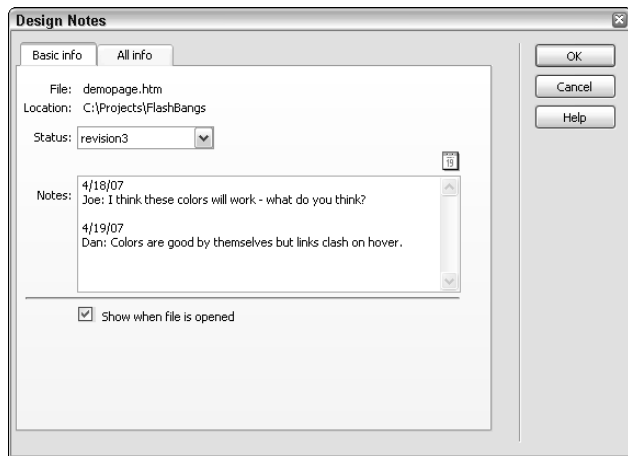 Design Notes
Basic info All info
File: demopage.htm
Location: C:\Projects\FlashBangs
Status: revision3
19
Notes: 4/18/07
Joe: I think these colors will work - what do you think?
4/19/07
Dan: Colors are good by themselves but links clash on hover.
Show when file is opened
OK
Cancel
Help